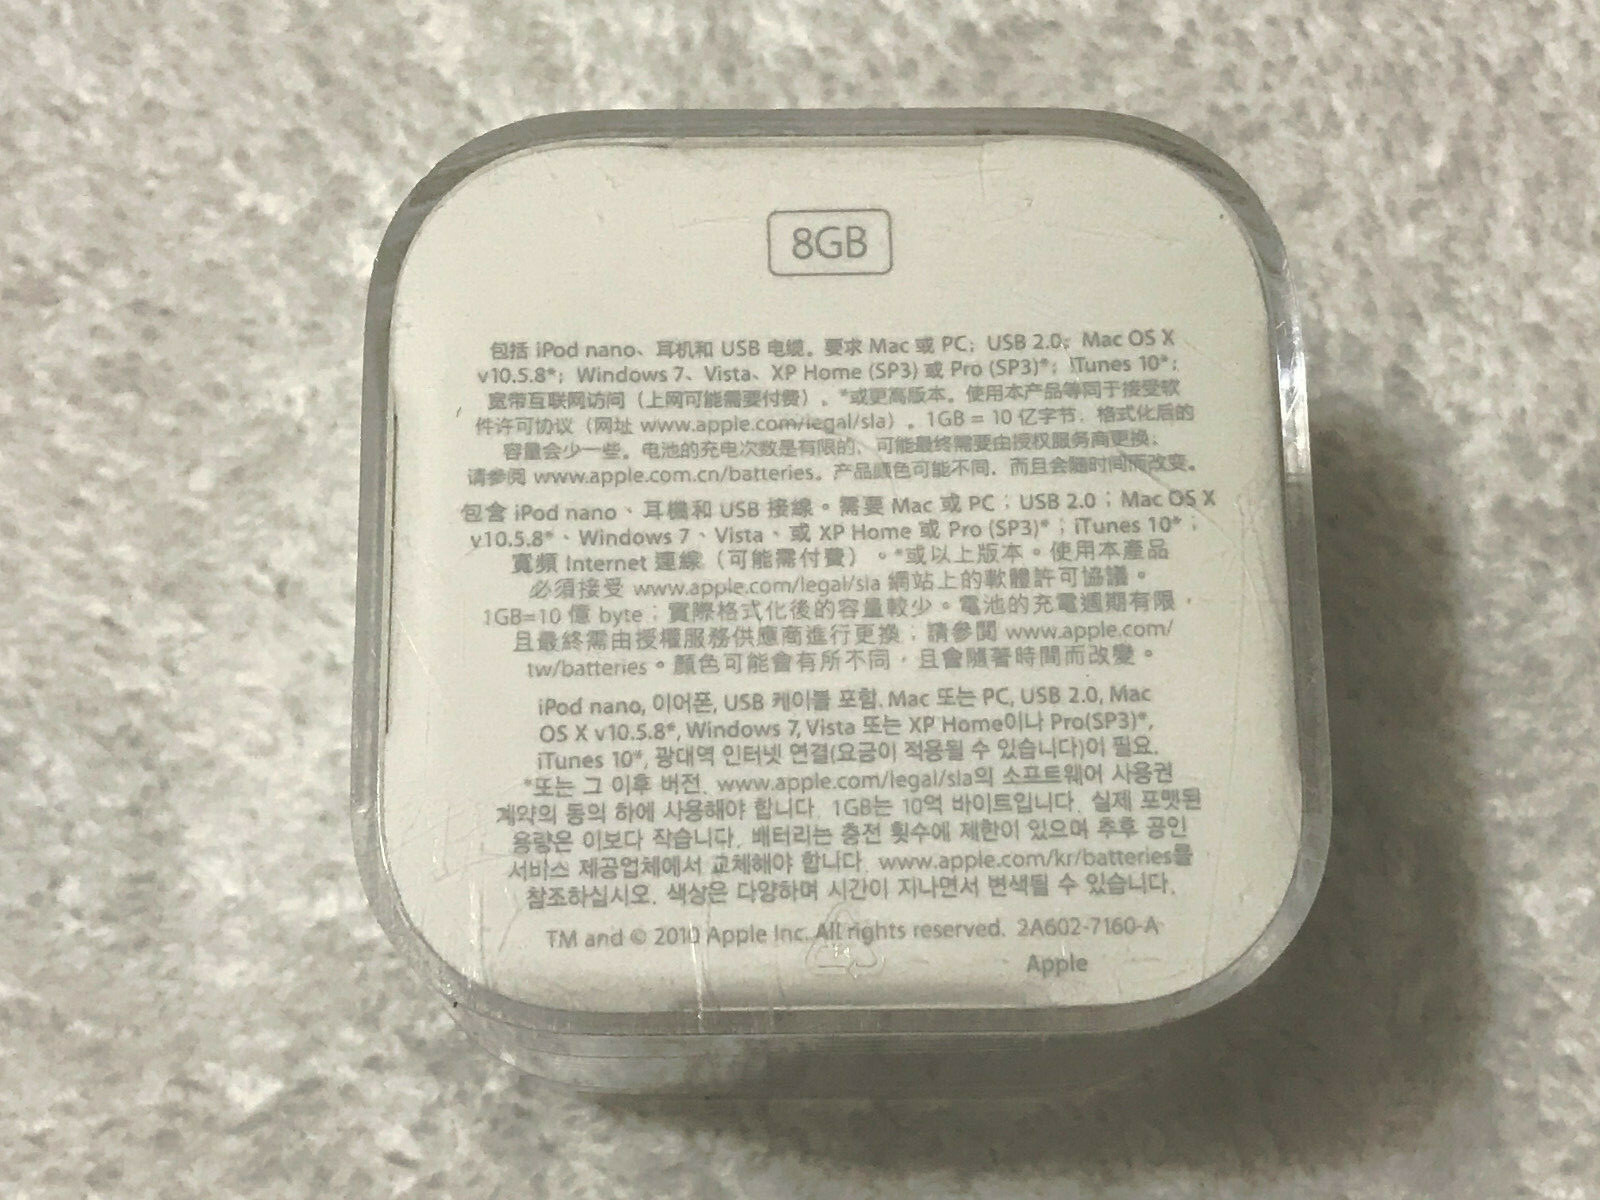 8GB
包括 iPod nano、耳机和 USB 电缆。要求 Mac 或 PC；USB 2.0；Mac OS X
v10.5.8*；Windows 7、Vista、XP Home (SP3) 或 Pro (SP3)*；iTunes 10*；
宽带互联网访问（上网可能需要付费）。*或更高版本。使用本产品等同于接受软
件许可协议（网址 www.apple.com/legal/sla）。1GB = 10 亿字节，格式化后的
容量会少一些。电池的充电次数是有限的，可能最终需要由授权服务商更换；
请参阅 www.apple.com.cn/batteries。产品颜色可能不同，而且会随时间而改变。
包含 iPod nano、耳機和 USB 接線。需要 Mac 或 PC；USB 2.0；Mac OS X
v10.5.8*、Windows 7、Vista、或 XP Home 或 Pro (SP3)*；iTunes 10*；
寬頻 Internet 連線（可能需付費）。*或以上版本。使用本產品
必須接受 www.apple.com/legal/sla 網站上的軟體許可協議。
1GB=10 億 byte；實際格式化後的容量較少。電池的充電週期有限，
且最終需由授權服務供應商進行更換；請參閱 www.apple.com/
tw/batteries。顏色可能會有所不同，且會隨著時間而改變。
iPod nano, 이어폰, USB 케이블 포함. Mac 또는 PC, USB 2.0, Mac
OS X v10.5.8*, Windows 7, Vista 또는 XP Home이나 Pro(SP3)*,
iTunes 10*, 광대역 인터넷 연결(요금이 적용될 수 있습니다)이 필요.
*또는 그 이후 버전. www.apple.com/legal/sla의 소프트웨어 사용권
계약의 동의 하에 사용해야 합니다. 1GB는 10억 바이트입니다. 실제 포맷된
용량은 이보다 작습니다. 배터리는 충전 횟수에 제한이 있으며 추후 공인
서비스 제공업체에서 교체해야 합니다. www.apple.com/kr/batteries를
참조하십시오. 색상은 다양하며 시간이 지나면서 변색될 수 있습니다.
TM and © 2010 Apple Inc. All rights reserved. 2A602-7160-A
Apple